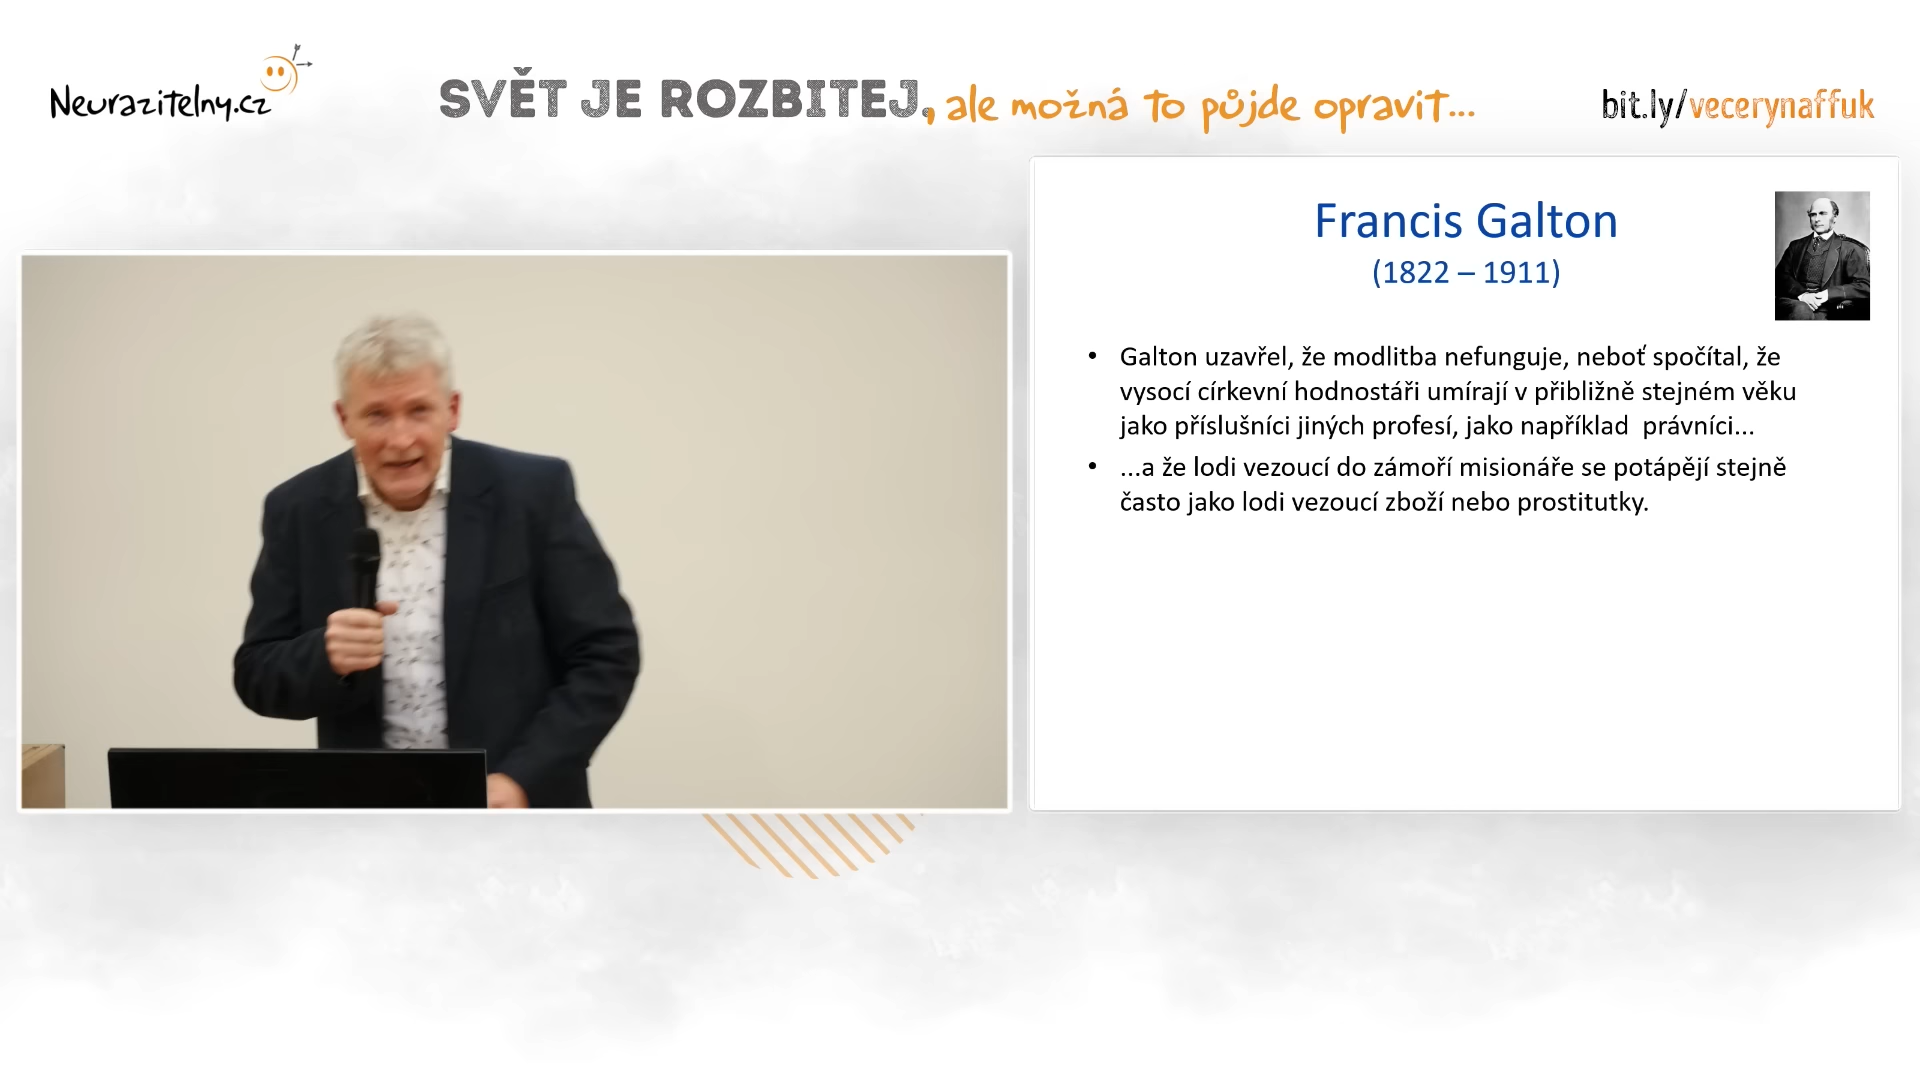 Neurazitelny.cz
SVĚT JE ROZBITEJ, ale možná to půjde opravit...
bit.ly/vecerynaffuk
Francis Galton
(1822 – 1911)
• Galton uzavřel, že modlitba nefunguje, neboť spočítal, že
vysocí církevní hodnostáři umírají v přibližně stejném věku
jako příslušníci jiných profesí, jako například  právníci...
• ...a že lodi vezoucí do zámoří misionáře se potápějí stejně
často jako lodi vezoucí zboží nebo prostitutky.